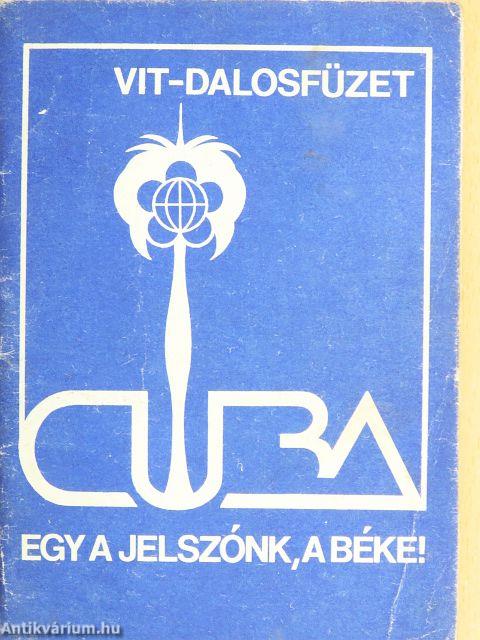 VIT-DALOSFÜZET
CUBA
EGY A JELSZÓNK, A BÉKE!
Antikvárium.hu